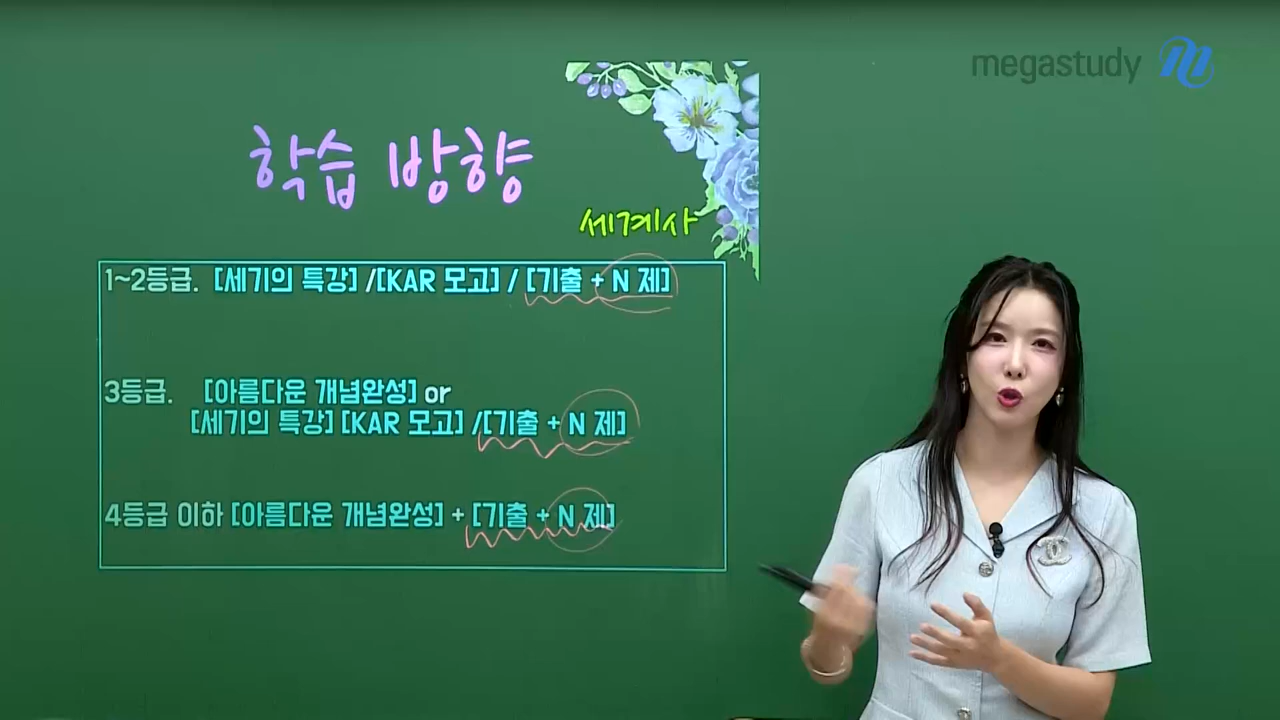 megastudy
학습 방향
세계사
1~2등급. [세기의 특강] /[KAR 모고] / [기출 + N 제]
3등급. [아름다운 개념완성] or
[세기의 특강] [KAR 모고] /[기출 + N 제]
4등급 이하 [아름다운 개념완성] + [기출 + N 제]